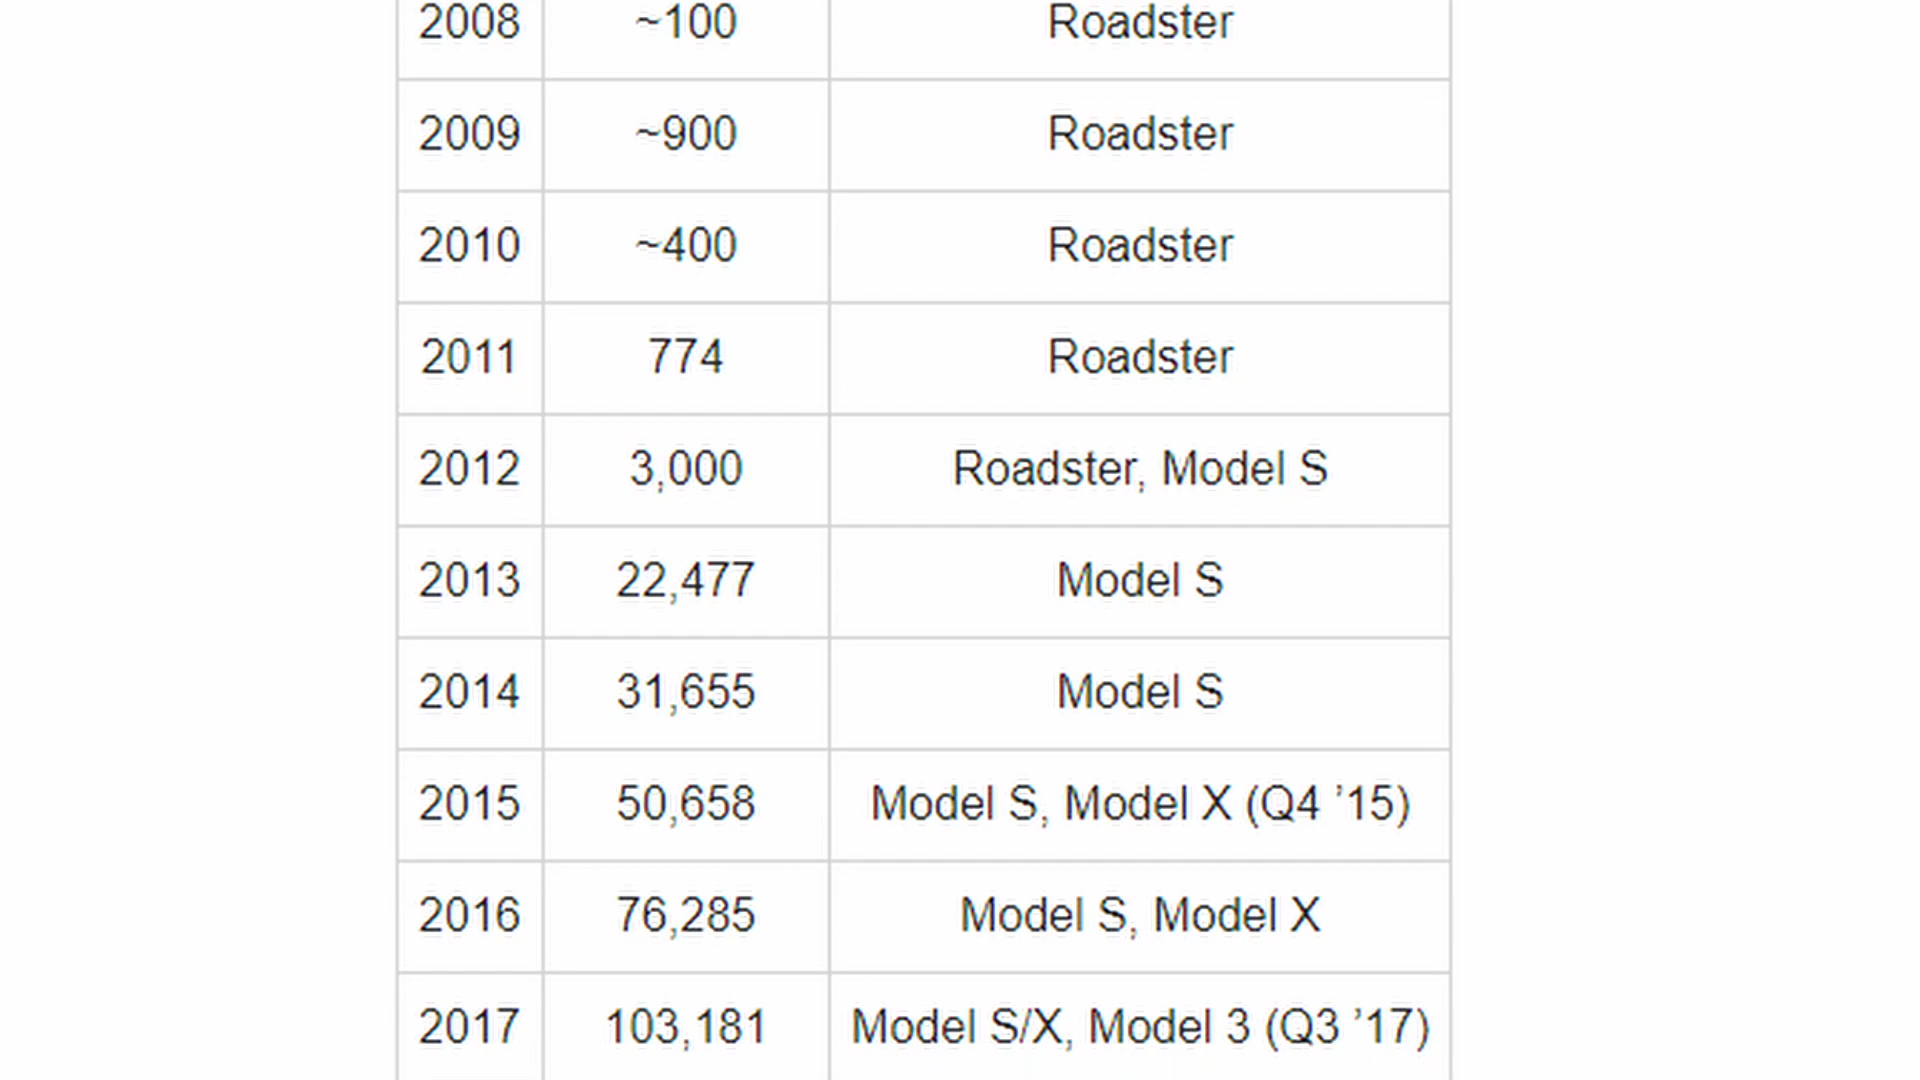 2008 ~100 Roadster
2009 ~900 Roadster
2010 ~400 Roadster
2011 774 Roadster
2012 3,000 Roadster, Model S
2013 22,477 Model S
2014 31,655 Model S
2015 50,658 Model S, Model X (Q4 ’15)
2016 76,285 Model S, Model X
2017 103,181 Model S/X, Model 3 (Q3 ’17)